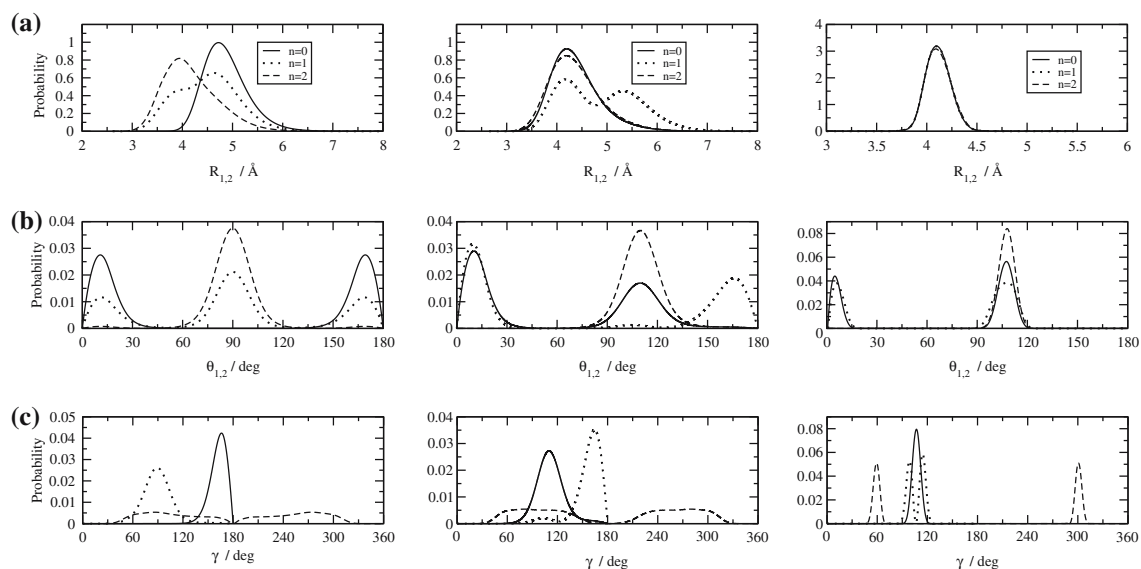 (a)
Probability
1
0.8
0.6
0.4
0.2
0
2 3 4 5 6 7 8
R1,2 / Å
n=0
n=1
n=2
1
0.8
0.6
0.4
0.2
0
2 3 4 5 6 7 8
R1,2 / Å
n=0
n=1
n=2
4
3
2
1
0
3 3.5 4 4.5 5 5.5 6
R1,2 / Å
n=0
n=1
n=2
(b)
Probability
0.04
0.03
0.02
0.01
0
0 30 60 90 120 150 180
θ1,2 / deg
0.04
0.03
0.02
0.01
0
0 30 60 90 120 150 180
θ1,2 / deg
0.08
0.06
0.04
0.02
0
0 30 60 90 120 150 180
θ1,2 / deg
(c)
Probability
0.05
0.04
0.03
0.02
0.01
0
0 60 120 180 240 300 360
γ / deg
0.04
0.03
0.02
0.01
0
0 60 120 180 240 300 360
γ / deg
0.08
0.06
0.04
0.02
0
0 60 120 180 240 300 360
γ / deg